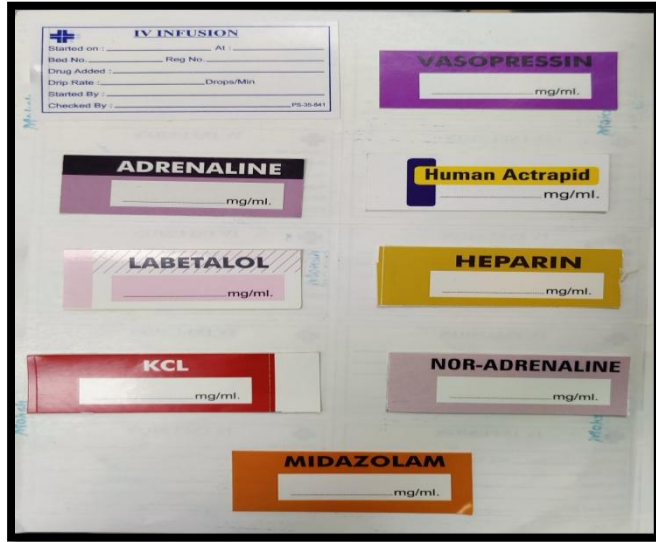 IV INFUSION
Started on : At :
Bed No. Reg No.
Drug Added :
Drip Rate : Drops/Min
Started By :
Checked By : PS-35-841
VASOPRESSIN
mg/ml.
ADRENALINE
mg/ml.
Human Actrapid
mg/ml.
LABETALOL
mg/ml.
HEPARIN
mg/ml.
KCL
mg/ml.
NOR-ADRENALINE
mg/ml.
MIDAZOLAM
mg/ml.